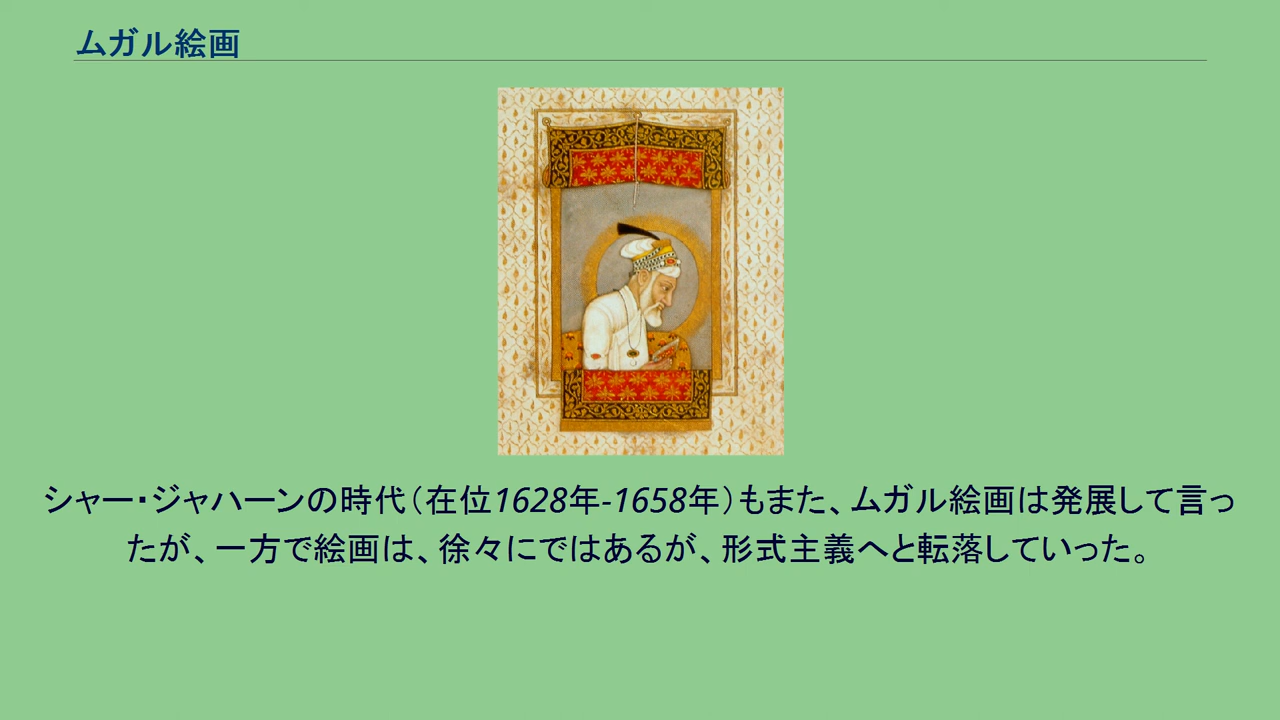 ムガル絵画
シャー・ジャハーンの時代（在位1628年-1658年）もまた、ムガル絵画は発展して言っ
たが、一方で絵画は、徐々にではあるが、形式主義へと転落していった。